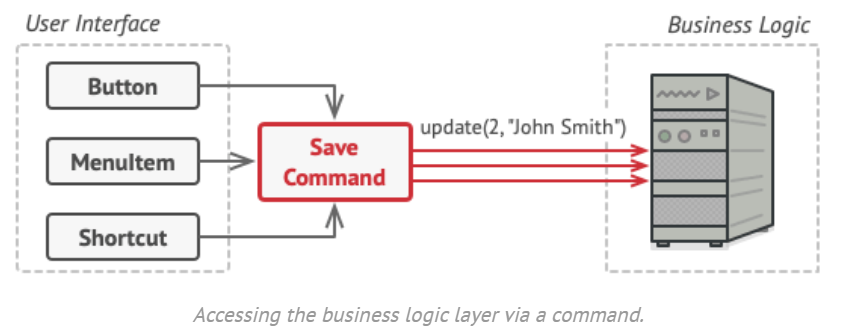 User Interface
Business Logic
Button
update(2, "John Smith")
Save
Command
MenuItem
Shortcut
Accessing the business logic layer via a command.